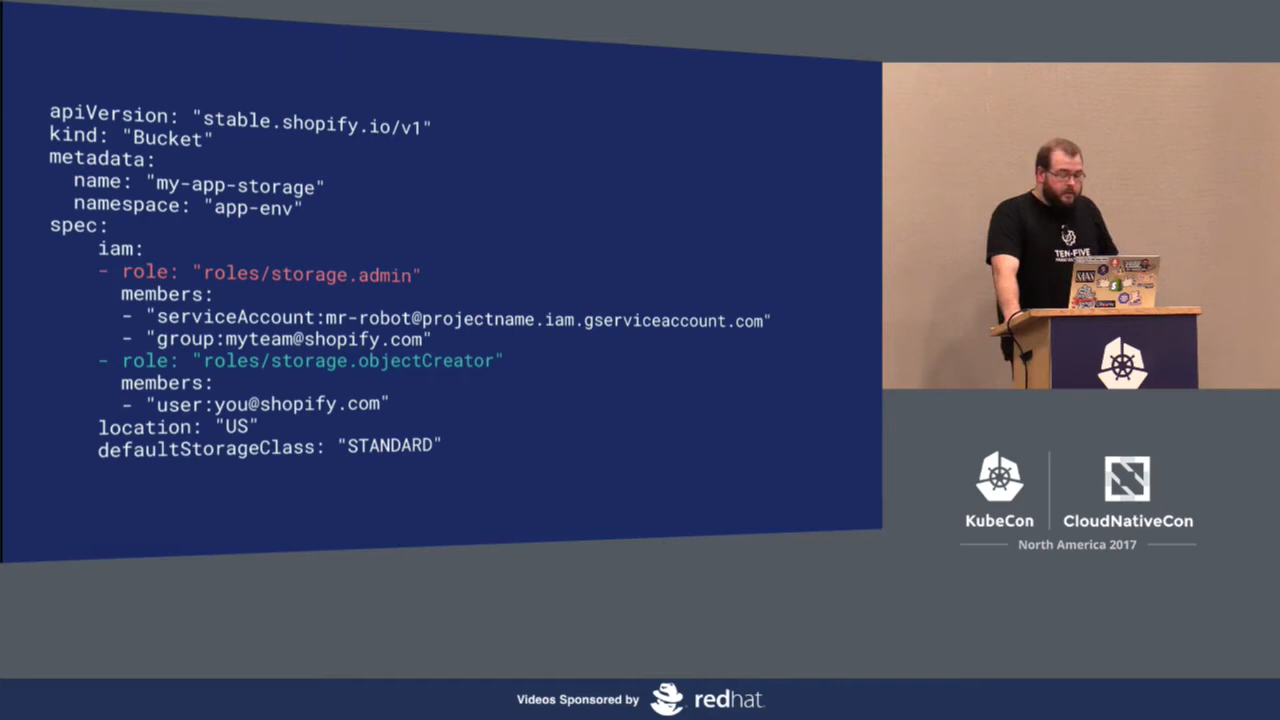 apiVersion: "stable.shopify.io/v1"
kind: "Bucket"
metadata:
name: "my-app-storage"
namespace: "app-env"
spec:
iam:
- role: "roles/storage.admin"
members:
- "serviceAccount:mr-robot@projectname.iam.gserviceaccount.com"
- "group:myteam@shopify.com"
- role: "roles/storage.objectCreator"
members:
- "user:you@shopify.com"
location: "US"
defaultStorageClass: "STANDARD"
TEN-FIVE
KubeCon
CloudNativeCon
North America 2017
Videos Sponsored by
redhat.